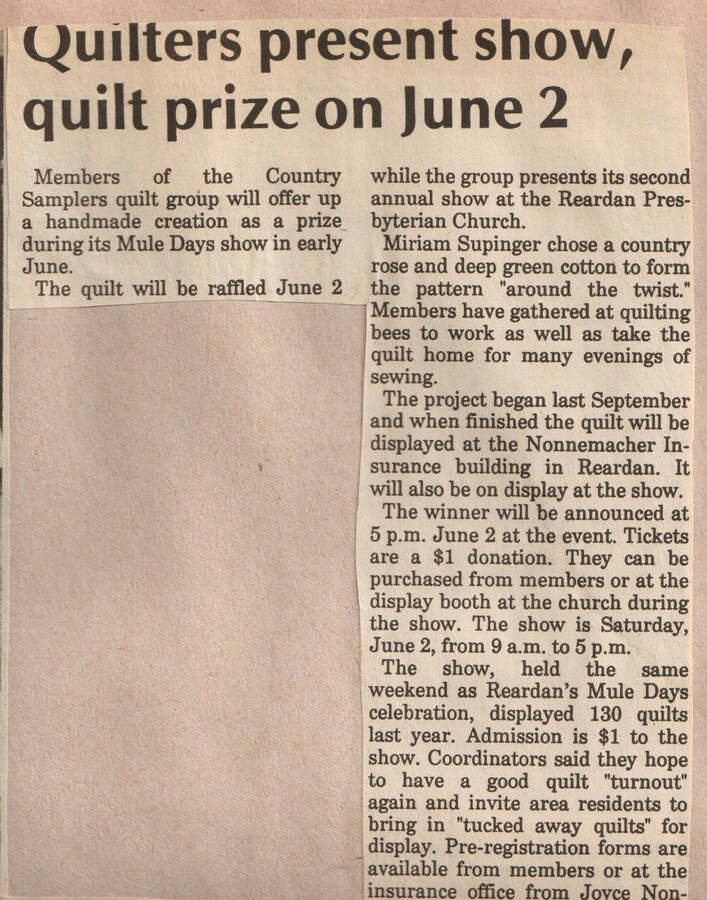 Quilters present show,
quilt prize on June 2
Members of the Country
Samplers quilt group will offer up
a handmade creation as a prize
during its Mule Days show in early
June.
The quilt will be raffled June 2
while the group presents its second
annual show at the Reardan Pres-
byterian Church.
Miriam Supinger chose a country
rose and deep green cotton to form
the pattern "around the twist."
Members have gathered at quilting
bees to work as well as take the
quilt home for many evenings of
sewing.
The project began last September
and when finished the quilt will be
displayed at the Nonnemacher In-
surance building in Reardan. It
will also be on display at the show.
The winner will be announced at
5 p.m. June 2 at the event. Tickets
are a $1 donation. They can be
purchased from members or at the
display booth at the church during
the show. The show is Saturday,
June 2, from 9 a.m. to 5 p.m.
The show, held the same
weekend as Reardan's Mule Days
celebration, displayed 130 quilts
last year. Admission is $1 to the
show. Coordinators said they hope
to have a good quilt "turnout"
again and invite area residents to
bring in "tucked away quilts" for
display. Pre-registration forms are
available from members or at the
insurance office from Joyce Non-